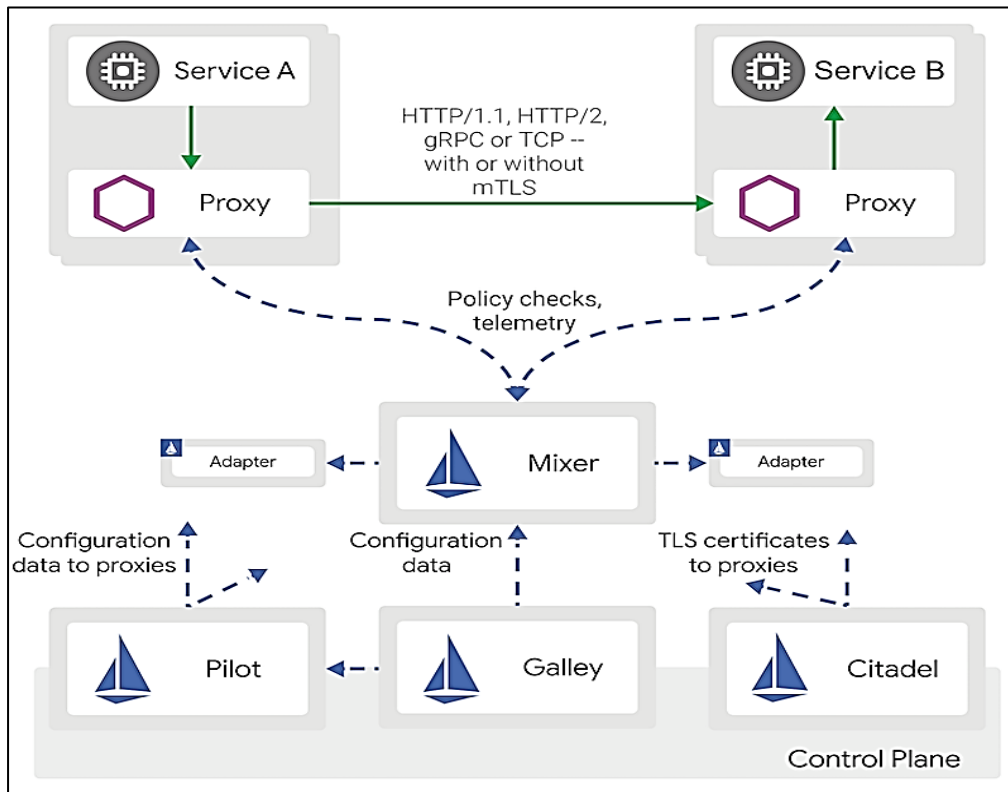 Service A
Service B
HTTP/1.1, HTTP/2,
gRPC or TCP --
with or without
mTLS
Proxy
Proxy
Policy checks,
telemetry
Adapter
Mixer
Adapter
Configuration
data to proxies
Configuration
data
TLS certificates
to proxies
Pilot
Galley
Citadel
Control Plane